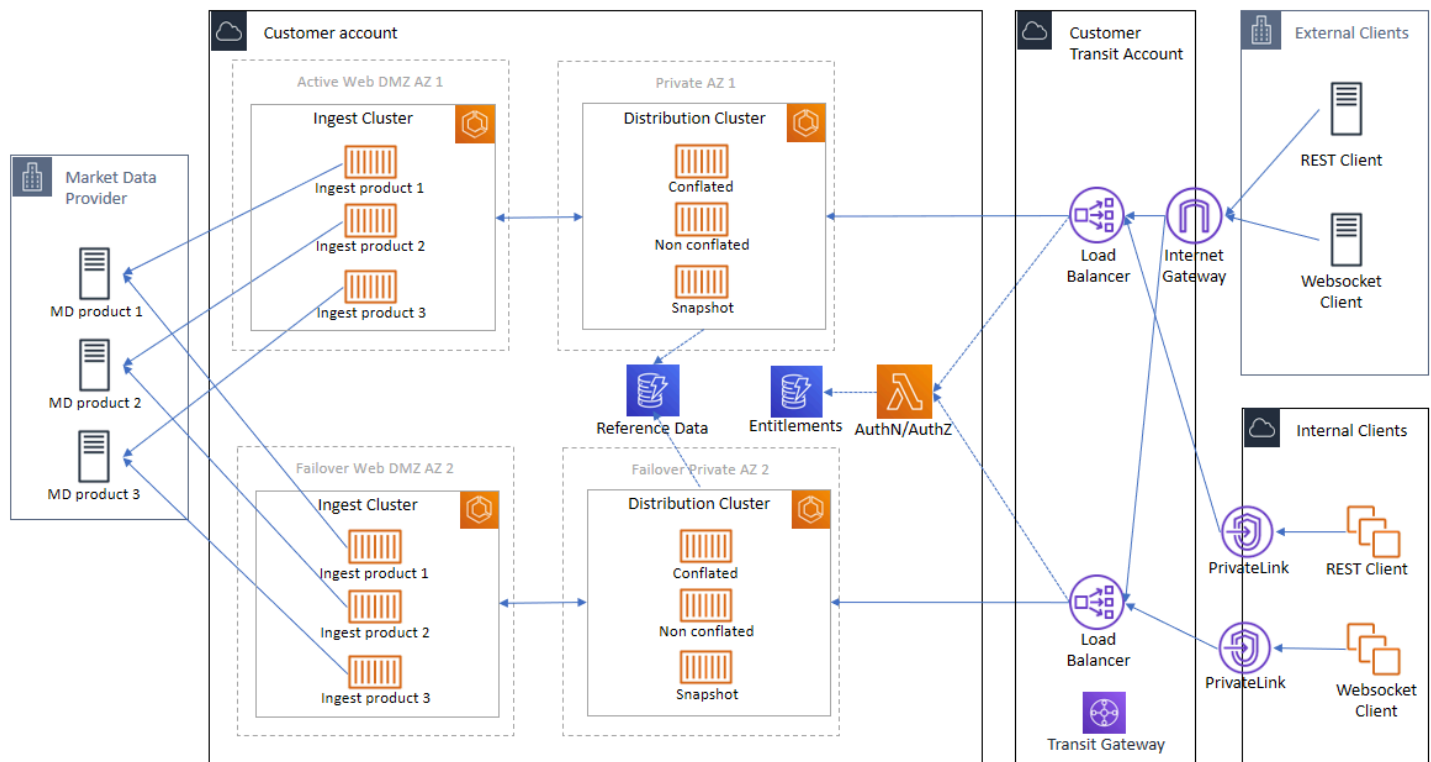 Customer account
Customer
Transit Account
External Clients
Active Web DMZ AZ 1
Private AZ 1
Ingest Cluster
Distribution Cluster
Ingest product 1
Ingest product 2
Ingest product 3
Conflated
Non conflated
Snapshot
Market Data
Provider
MD product 1
MD product 2
MD product 3
Load
Balancer
Internet
Gateway
REST Client
Websocket
Client
Reference Data
Entitlements
AuthN/AuthZ
Internal Clients
Failover Web DMZ AZ 2
Failover Private AZ 2
Ingest Cluster
Distribution Cluster
Ingest product 1
Ingest product 2
Ingest product 3
Conflated
Non conflated
Snapshot
Load
Balancer
Transit Gateway
PrivateLink
REST Client
PrivateLink
Websocket
Client